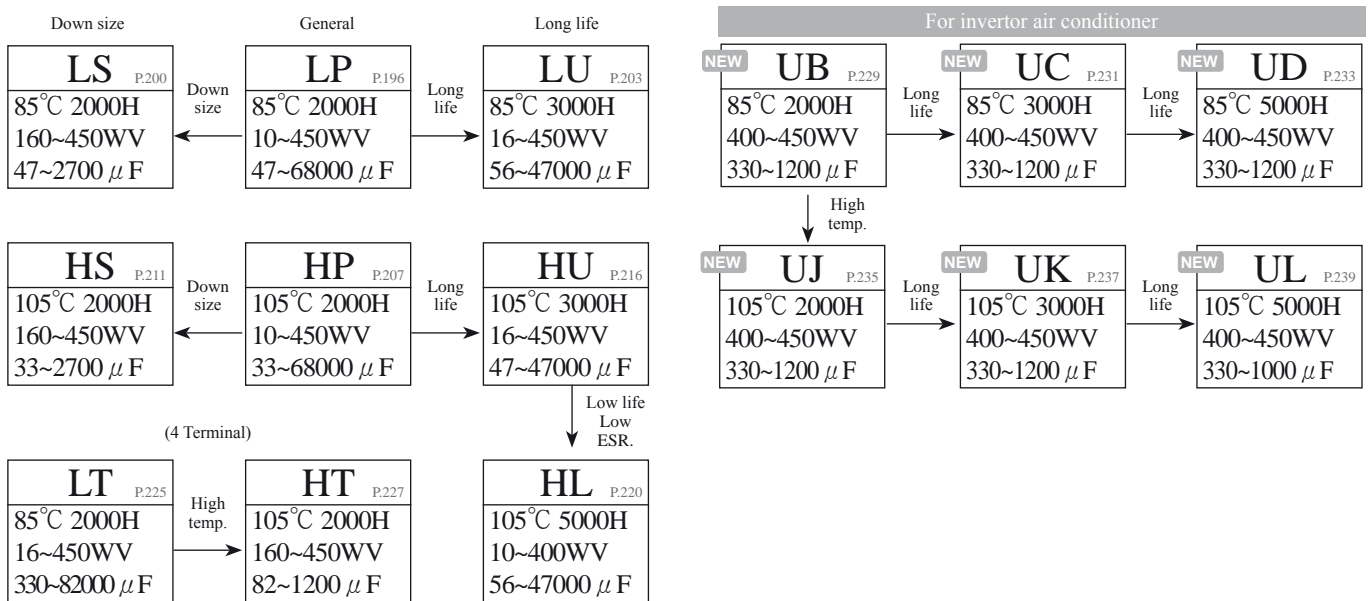 Down size
General
Long life
LS P.200
85℃ 2000H
160~450WV
47~2700 μF
Down
size
LP P.196
85℃ 2000H
10~450WV
47~68000 μF
Long
life
LU P.203
85℃ 3000H
16~450WV
56~47000 μF
HS P.211
105℃ 2000H
160~450WV
33~2700 μF
Down
size
HP P.207
105℃ 2000H
10~450WV
33~68000 μF
Long
life
HU P.216
105℃ 3000H
16~450WV
47~47000 μF
Low life
Low
ESR.
(4 Terminal)
LT P.225
85℃ 2000H
16~450WV
330~82000 μF
High
temp.
HT P.227
105℃ 2000H
160~450WV
82~1200 μF
HL P.220
105℃ 5000H
10~400WV
56~47000 μF
For invertor air conditioner
NEW
UB P.229
85℃ 2000H
400~450WV
330~1200 μF
Long
life
NEW
UC P.231
85℃ 3000H
400~450WV
330~1200 μF
Long
life
NEW
UD P.233
85℃ 5000H
400~450WV
330~1200 μF
High
temp.
NEW
UJ P.235
105℃ 2000H
400~450WV
330~1200 μF
Long
life
NEW
UK P.237
105℃ 3000H
400~450WV
330~1200 μF
Long
life
NEW
UL P.239
105℃ 5000H
400~450WV
330~1000 μF